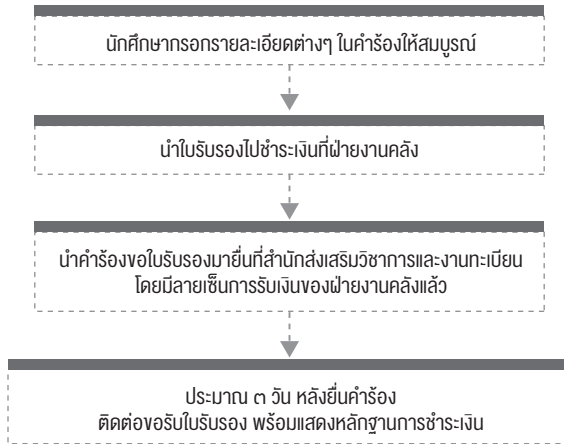 นักศึกษากรอกรายละเอียดต่างๆ ในคำร้องให้สมบูรณ์
นำใบรับรองไปชำระเงินที่ฝ่ายงานคลัง
นำคำร้องขอใบรับรองมายื่นที่สำนักส่งเสริมวิชาการและงานทะเบียน
โดยมีลายเซ็นการรับเงินของฝ่ายงานคลังแล้ว
ประมาณ ๓ วัน หลังยื่นคำร้อง
ติดต่อขอรับใบรับรอง พร้อมแสดงหลักฐานการชำระเงิน